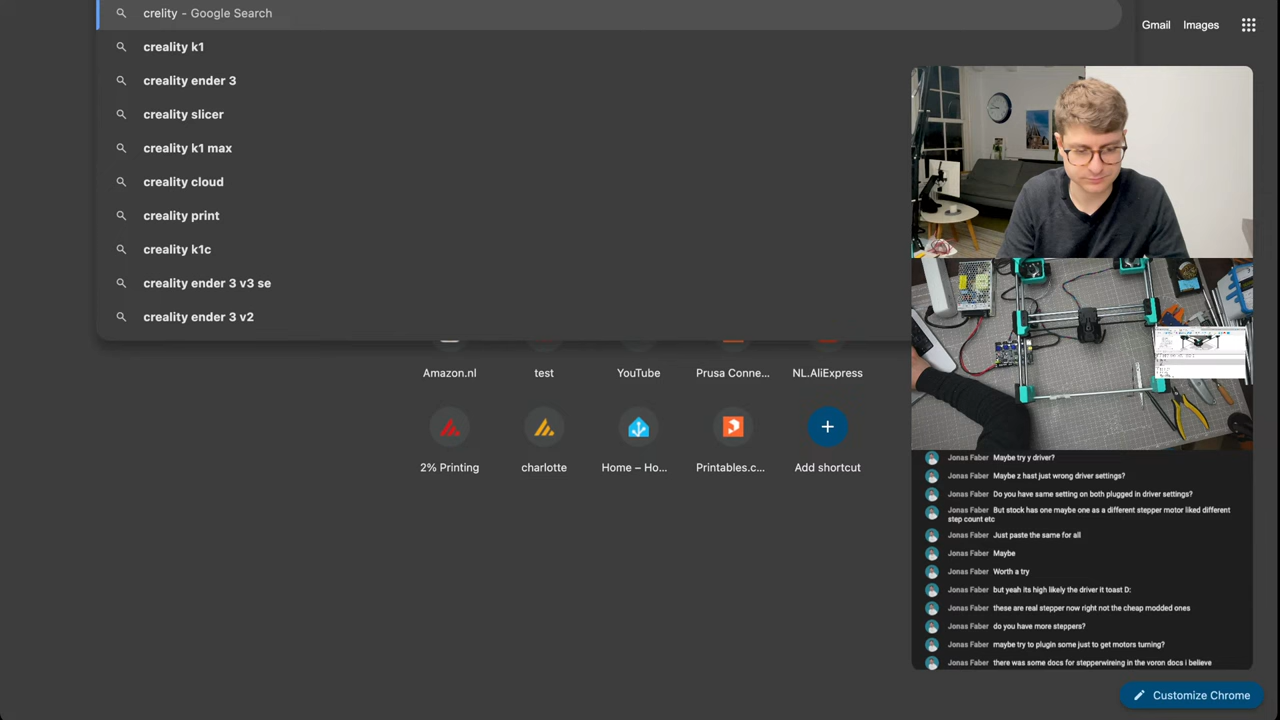 crelity - Google Search
Gmail
Images
creality k1
creality ender 3
creality slicer
creality k1 max
creality cloud
creality print
creality k1c
creality ender 3 v3 se
creality ender 3 v2
Amazon.nl
test
YouTube
Prusa Conne...
NL.AliExpress
2% Printing
charlotte
Home – Ho...
Printables.c...
Add shortcut
Jonas Faber Maybe try y driver?
Jonas Faber Maybe z hast just wrong driver settings?
Jonas Faber Do you have same setting on both plugged in driver settings?
Jonas Faber But stock has one maybe one as a different stepper motor liked different
step count etc
Jonas Faber Just paste the same for all
Jonas Faber Maybe
Jonas Faber Worth a try
Jonas Faber but yeah its high likely the driver it toast D:
Jonas Faber these are real stepper now right not the cheap modded ones
Jonas Faber do you have more steppers?
Jonas Faber maybe try to plugin some just to get motors turning?
Jonas Faber there was some docs for stepperwireing in the voron docs i believe
Customize Chrome